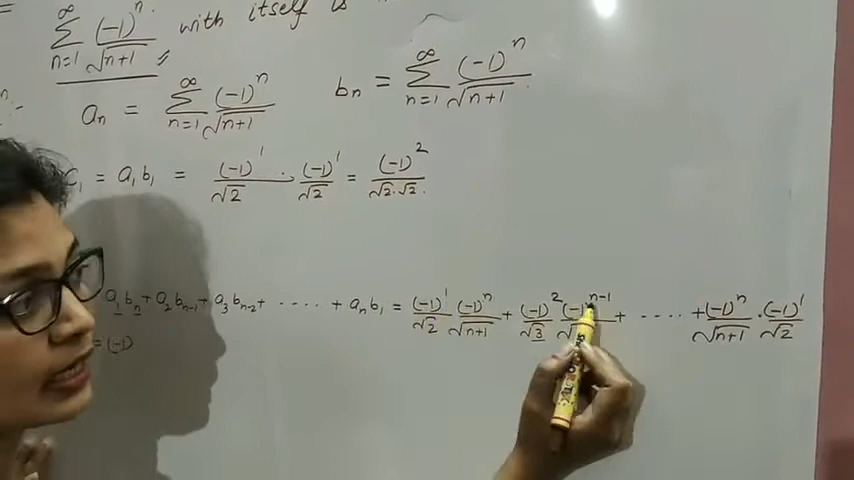 ∞ Σ n=1 (-1)^n / √n+1 with itself is
a_n = ∞ Σ n=1 (-1)^n / √n+1 b_n = ∞ Σ n=1 (-1)^n / √n+1
c_1 = a_1 b_1 = (-1)^1 / √2 · (-1)^1 / √2 = (-1)^2 / √2·√2
a_1 b_n + a_2 b_n-1 + a_3 b_n-2 + ..... + a_n b_1 = (-1)^1 / √2 (-1)^n / √n+1 + (-1)^2 / √3 (-1)^n-1 / √ + ..... + (-1)^n / √n+1 · (-1)^1 / √2
= (-1)